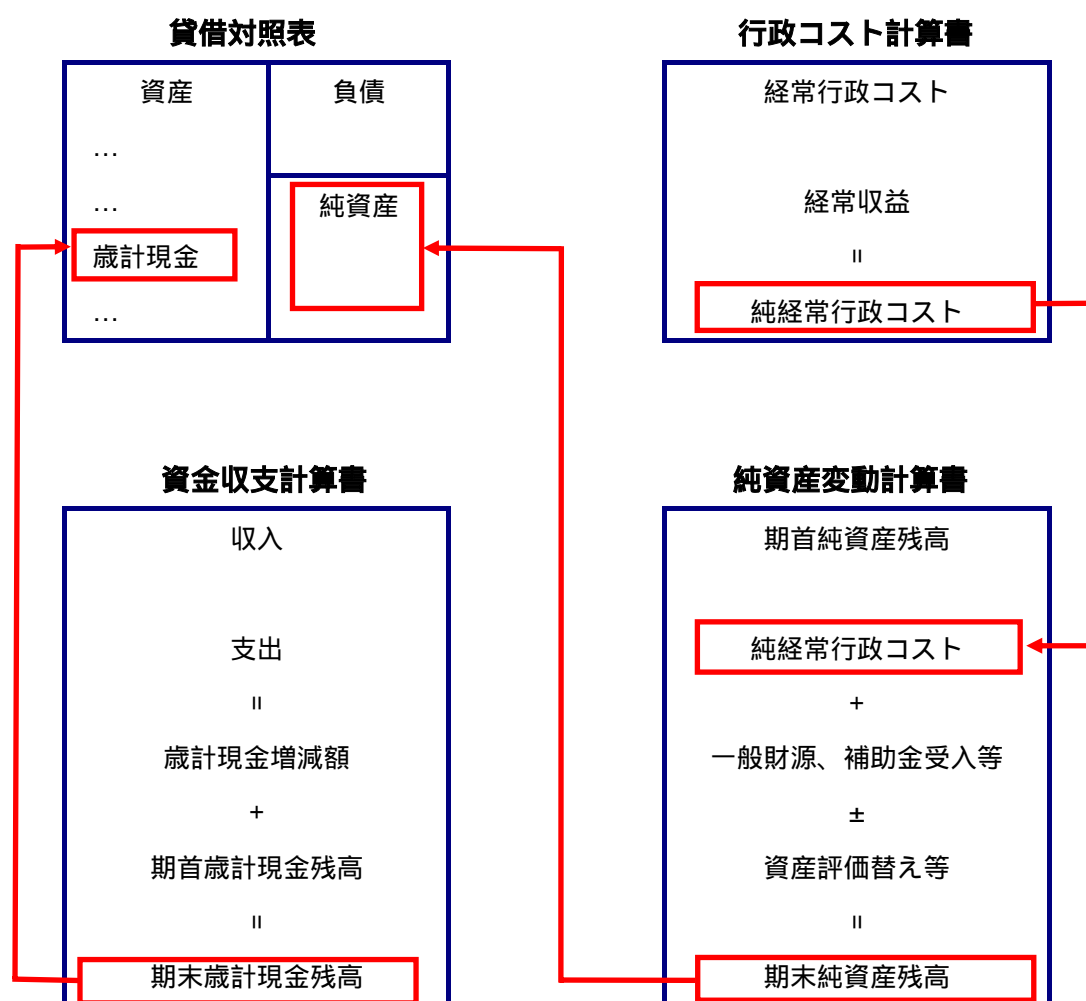 貸借対照表
資産
負債
…
…
純資産
歳計現金
…
行政コスト計算書
経常行政コスト
経常収益
=
純経常行政コスト
資金収支計算書
収入
支出
=
歳計現金増減額
+
期首歳計現金残高
=
期末歳計現金残高
純資産変動計算書
期首純資産残高
純経常行政コスト
+
一般財源、補助金受入等
±
資産評価替え等
=
期末純資産残高